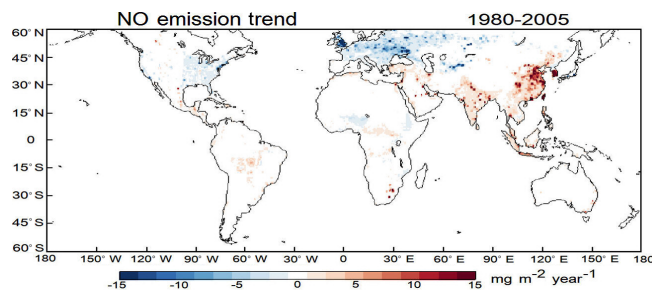 NO emission trend 1980-2005
60° N
45° N
30° N
15° N
0
15° S
30° S
45° S
60° S
180 150° W 120° W 90° W 60° W 30° W 0 30° E 60° E 90 E 120 E 150 E 180
-15 -10 -5 0 5 10 15 mg m⁻² year⁻¹